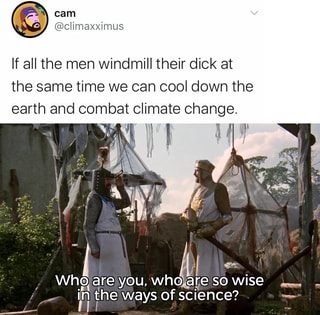 cam
@climaxximus
If all the men windmill their dick at
the same time we can cool down the
earth and combat climate change.
Who are you, who are so wise
in the ways of science?